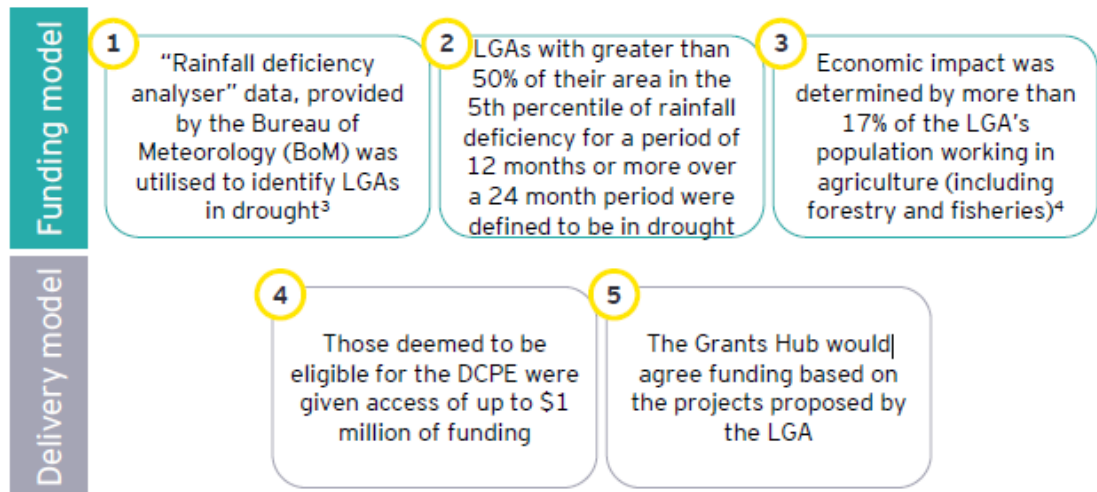 Funding model
1
“Rainfall deficiency
analyser” data, provided
by the Bureau of
Meteorology (BoM) was
utilised to identify LGAs
in drought³
2
LGAs with greater than
50% of their area in the
5th percentile of rainfall
deficiency for a period of
12 months or more over
a 24 month period were
defined to be in drought
3
Economic impact was
determined by more than
17% of the LGA’s
population working in
agriculture (including
forestry and fisheries)⁴
Delivery model
4
Those deemed to be
eligible for the DCPE were
given access of up to $1
million of funding
5
The Grants Hub would
agree funding based on
the projects proposed by
the LGA